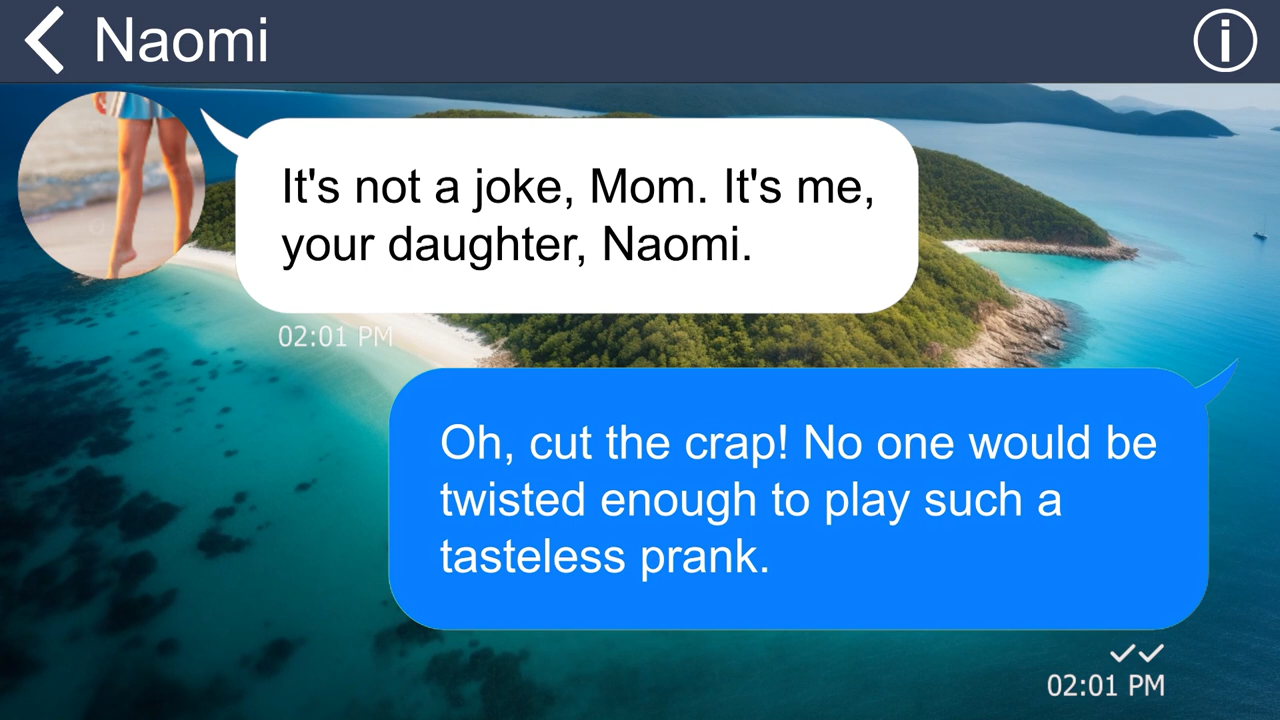 Naomi
It's not a joke, Mom. It's me,
your daughter, Naomi.
02:01 PM
Oh, cut the crap! No one would be
twisted enough to play such a
tasteless prank.
02:01 PM